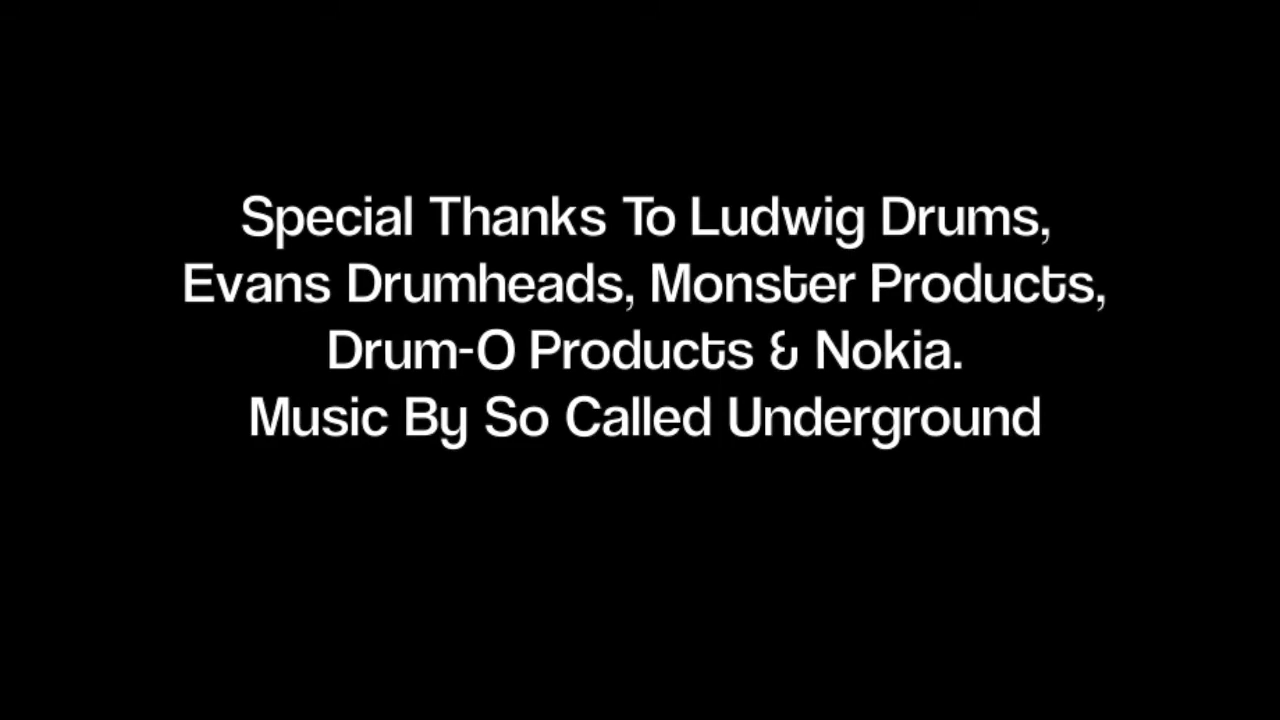 Special Thanks To Ludwig Drums,
Evans Drumheads, Monster Products,
Drum-O Products & Nokia.
Music By So Called Underground